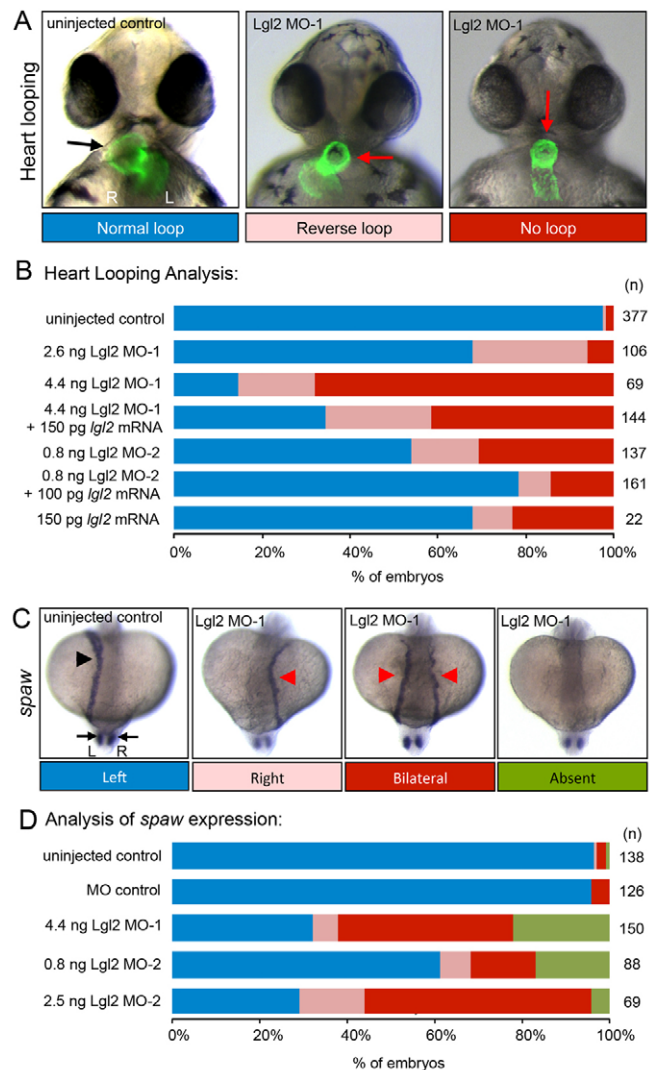 A
uninjected control
Lgl2 MO-1
Lgl2 MO-1
Heart looping
R
L
Normal loop
Reverse loop
No loop
B Heart Looping Analysis:
(n)
uninjected control
377
2.6 ng Lgl2 MO-1
106
4.4 ng Lgl2 MO-1
69
4.4 ng Lgl2 MO-1
+ 150 pg lgl2 mRNA
144
0.8 ng Lgl2 MO-2
137
0.8 ng Lgl2 MO-2
+ 100 pg lgl2 mRNA
161
150 pg lgl2 mRNA
22
0% 20% 40% 60% 80% 100%
% of embryos
C
uninjected control
Lgl2 MO-1
Lgl2 MO-1
Lgl2 MO-1
spaw
L
R
Left
Right
Bilateral
Absent
D Analysis of spaw expression:
(n)
uninjected control
138
MO control
126
4.4 ng Lgl2 MO-1
150
0.8 ng Lgl2 MO-2
88
2.5 ng Lgl2 MO-2
69
0% 20% 40% 60% 80% 100%
% of embryos